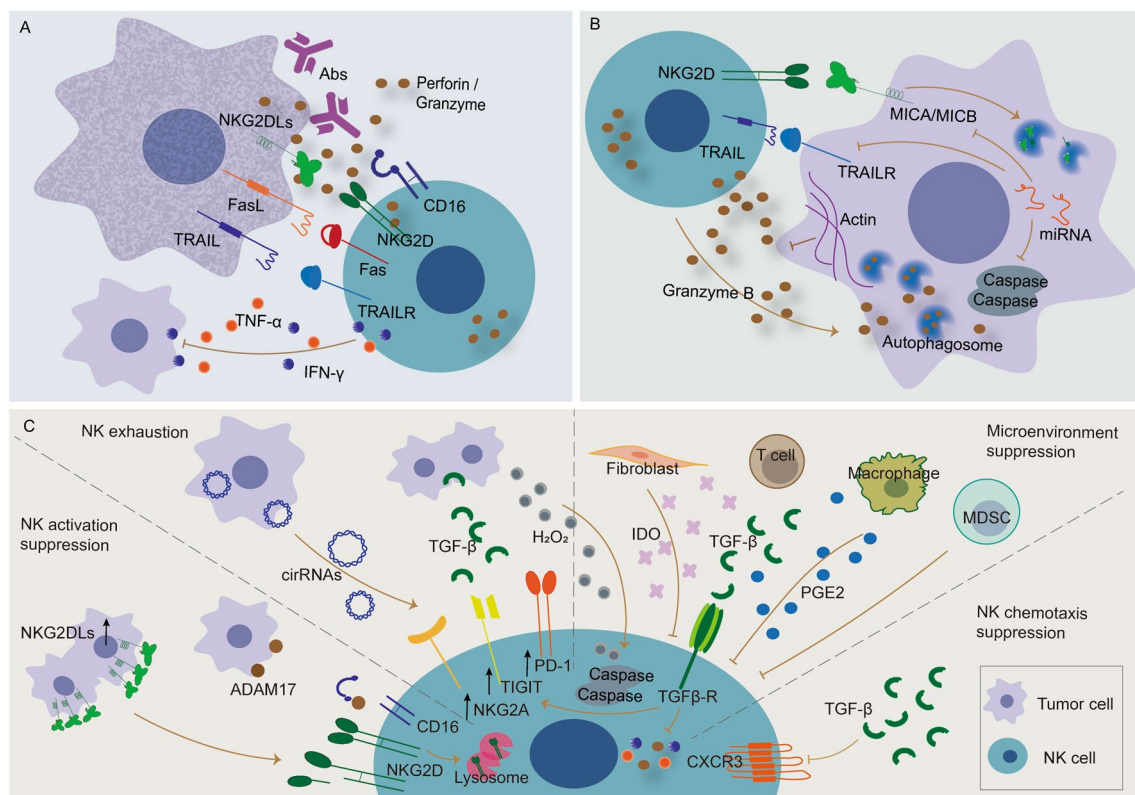 A
Abs
Perforin /
Granzyme
NKG2DLs
CD16
FasL
NKG2D
TRAIL
Fas
TRAILR
TNF-α
IFN-γ
B
NKG2D
MICA/MICB
TRAIL
TRAILR
Actin
miRNA
Granzyme B
Caspase
Caspase
Autophagosome
C
NK exhaustion
Microenvironment
suppression
Fibroblast
T cell
Macrophage
MDSC
NK activation
suppression
TGF-β
H₂O₂
IDO
TGF-β
cirRNAs
PGE2
NK chemotaxis
suppression
NKG2DLs
ADAM17
PD-1
TIGIT
NKG2A
Caspase
Caspase
TGFβ-R
TGF-β
CD16
NKG2D
Lysosome
CXCR3
Tumor cell
NK cell